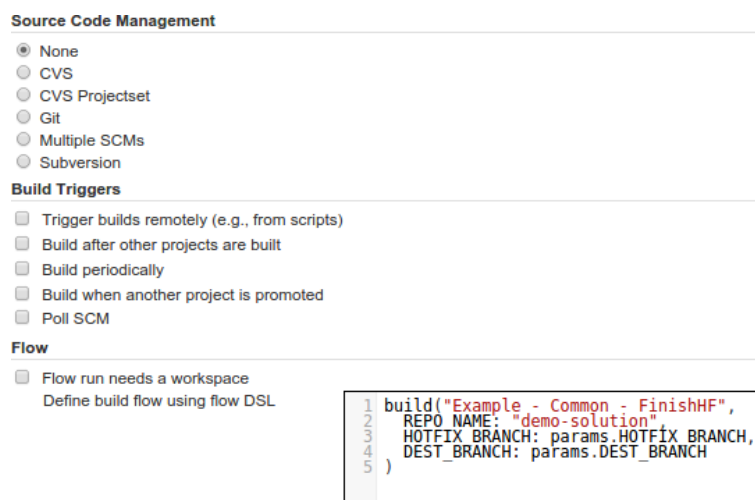 Source Code Management
None
CVS
CVS Projectset
Git
Multiple SCMs
Subversion
Build Triggers
Trigger builds remotely (e.g., from scripts)
Build after other projects are built
Build periodically
Build when another project is promoted
Poll SCM
Flow
Flow run needs a workspace
Define build flow using flow DSL
1 build("Example - Common - FinishHF",
2 REPO_NAME: "demo-solution",
3 HOTFIX_BRANCH: params.HOTFIX_BRANCH,
4 DEST_BRANCH: params.DEST_BRANCH
5 )